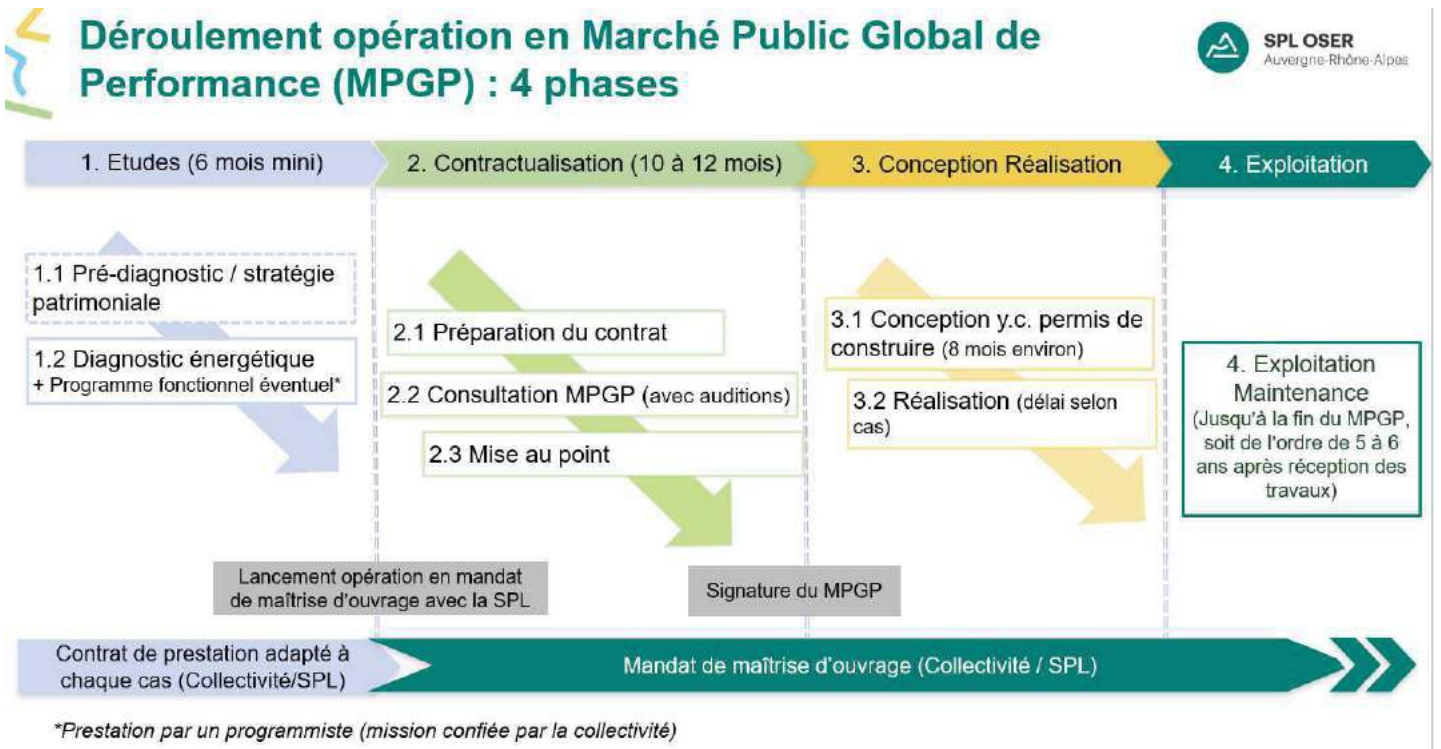 Déroulement opération en Marché Public Global de
Performance (MPGP) : 4 phases
SPL OSER
Auvergne-Rhône-Alpes
1. Etudes (6 mois mini)
2. Contractualisation (10 à 12 mois)
3. Conception Réalisation
4. Exploitation
1.1 Pré-diagnostic / stratégie
patrimoniale
1.2 Diagnostic énergétique
+ Programme fonctionnel éventuel*
2.1 Préparation du contrat
2.2 Consultation MPGP (avec auditions)
2.3 Mise au point
3.1 Conception y.c. permis de
construire (8 mois environ)
3.2 Réalisation (délai selon
cas)
4. Exploitation
Maintenance
(Jusqu'à la fin du MPGP,
soit de l'ordre de 5 à 6
ans après réception des
travaux)
Lancement opération en mandat
de maîtrise d'ouvrage avec la SPL
Signature du MPGP
Contrat de prestation adapté à
chaque cas (Collectivité/SPL)
Mandat de maîtrise d'ouvrage (Collectivité / SPL)
*Prestation par un programmiste (mission confiée par la collectivité)